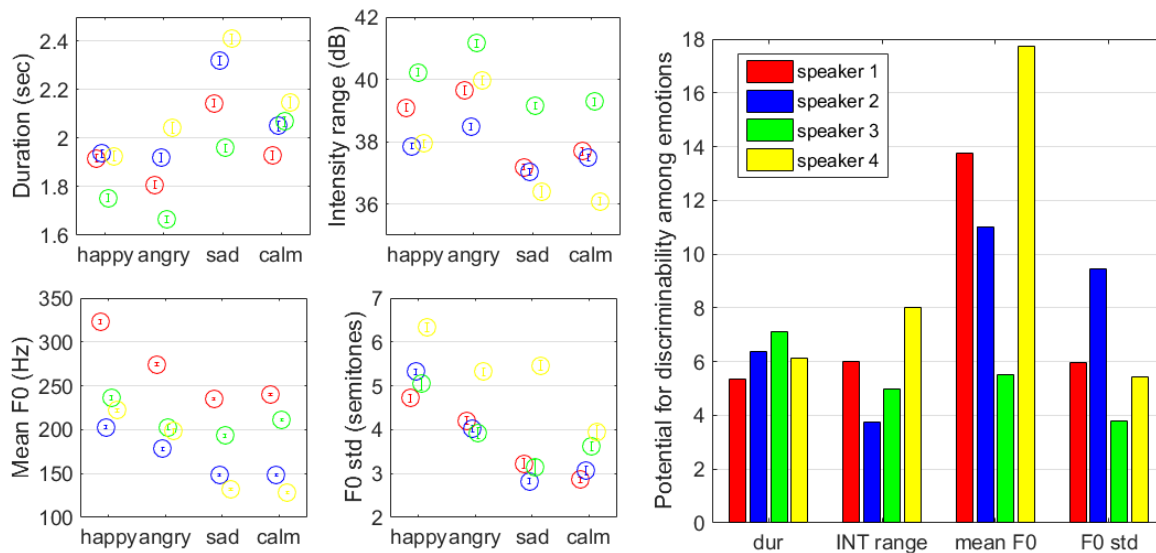 Duration (sec)
2.4
2.2
2
1.8
1.6
happy angry sad calm
Intensity range (dB)
42
40
38
36
happy angry sad calm
Mean F0 (Hz)
350
300
250
200
150
100
happy angry sad calm
F0 std (semitones)
7
6
5
4
3
2
happy angry sad calm
Potential for discriminability among emotions
18
16
14
12
10
8
6
4
2
0
speaker 1
speaker 2
speaker 3
speaker 4
dur INT range mean F0 F0 std